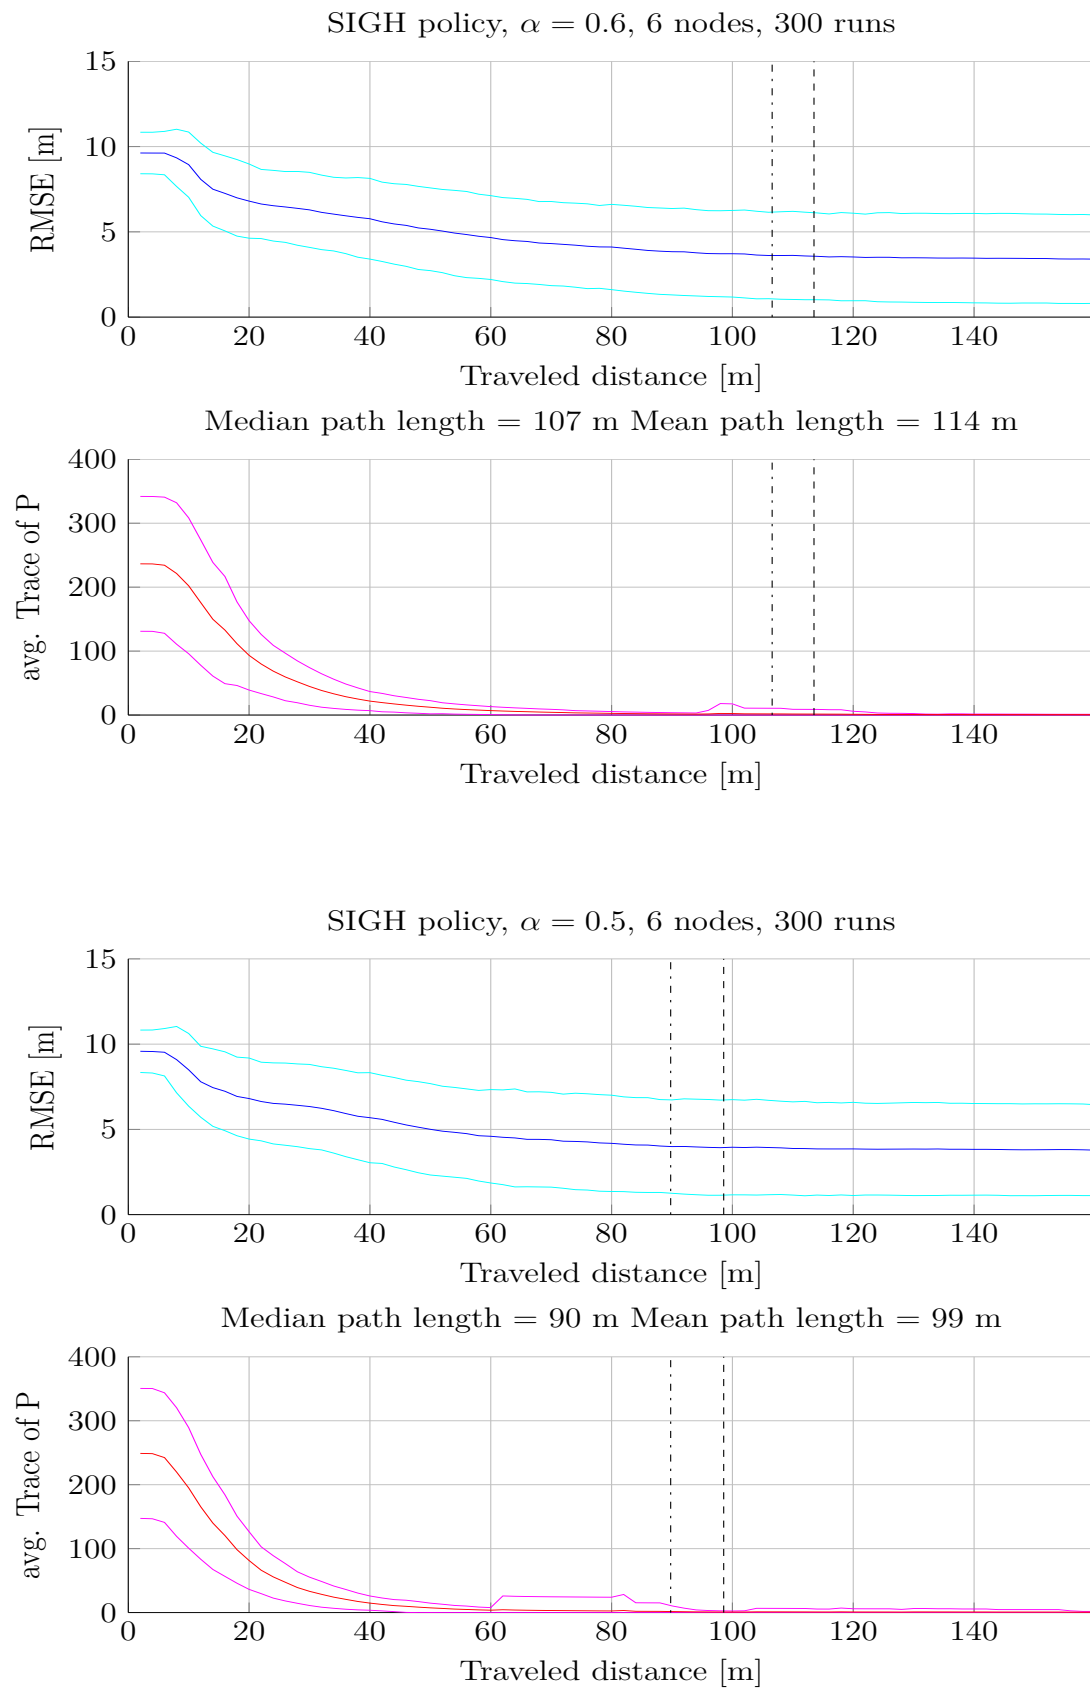 SIGH policy, α = 0.6, 6 nodes, 300 runs
RMSE [m]
15
10
5
0
0 20 40 60 80 100 120 140
Traveled distance [m]
Median path length = 107 m Mean path length = 114 m
avg. Trace of P
400
300
200
100
0
0 20 40 60 80 100 120 140
Traveled distance [m]
SIGH policy, α = 0.5, 6 nodes, 300 runs
RMSE [m]
15
10
5
0
0 20 40 60 80 100 120 140
Traveled distance [m]
Median path length = 90 m Mean path length = 99 m
avg. Trace of P
400
300
200
100
0
0 20 40 60 80 100 120 140
Traveled distance [m]